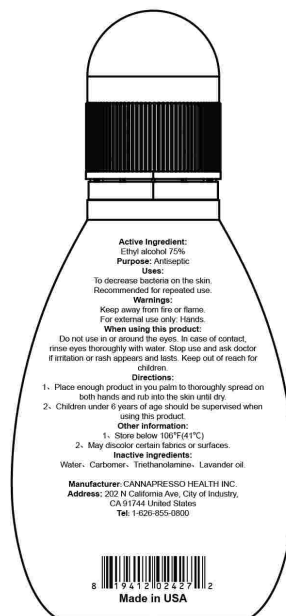 Active Ingredient:
Ethyl alcohol 75%
Purpose: Antiseptic
Uses:
To decrease bacteria on the skin.
Recommended for repeated use.
Warnings:
Keep away from fire or flame.
For external use only: Hands.
When using this product:
Do not use in or around the eyes. In case of contact,
rinse eyes thoroughly with water. Stop use and ask doctor
if irritation or rash appears and lasts. Keep out of reach for
children.
Directions:
1、Place enough product in you palm to thoroughly spread on
both hands and rub into the skin until dry.
2、Children under 6 years of age should be supervised when
using this product.
Other information:
1、Store below 106°F(41℃)
2、May discolor certain fabrics or surfaces.
Inactive ingredients:
Water、Carbomer、Triethanolamine、Lavander oil.
Manufacturer: CANNAPRESSO HEALTH INC.
Address: 202 N California Ave, City of Industry,
CA 91744 United States
Tel: 1-626-855-0800
8 19412 02427 2
Made in USA